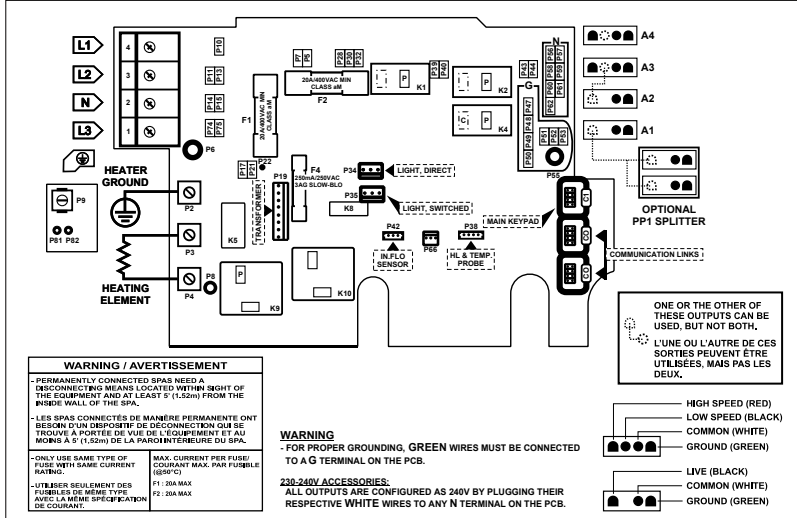 L1
L2
N
L3
4
3
2
1
P10
P11
P13
P14
P15
P74
P75
P6
P7
P5
P28
P30
P32
20A/400VAC MIN
CLASS aM
F2
F1
20A/400VAC MIN
CLASS aM
P
K1
P39
P40
P
K2
C
P
K4
P43
P44
G
N
P56
P57
P58
P59
P60
P61
P62
P47
P48
P49
P50
P51
P52
P53
P55
A4
A3
A2
A1
OPTIONAL
PP1 SPLITTER
P17
P21
P22
P19
TRANSFORMER
F4
250mA/250VAC
3AG SLOW-BLO
P34
LIGHT, DIRECT
P35
LIGHT, SWITCHED
K8
K5
P42
IN.FLO
SENSOR
P66
P38
HL & TEMP.
PROBE
MAIN KEYPAD
C1
CO
CO
COMMUNICATION LINKS
HEATER
GROUND
P9
P81
P82
P2
P3
P4
P8
HEATING
ELEMENT
P
K9
P
K10
ONE OR THE OTHER OF
THESE OUTPUTS CAN BE
USED, BUT NOT BOTH.
L'UNE OU L'AUTRE DE CES
SORTIES PEUVENT ÊTRE
UTILISÉES, MAIS PAS LES
DEUX.
WARNING / AVERTISSEMENT
- PERMANENTLY CONNECTED SPAS NEED A
DISCONNECTING MEANS LOCATED WITHIN SIGHT OF
THE EQUIPMENT AND AT LEAST 5' (1.52m) FROM THE
INSIDE WALL OF THE SPA.
- LES SPAS CONNECTÉS DE MANIÈRE PERMANENTE ONT
BESOIN D'UN DISPOSITIF DE DÉCONNECTION QUI SE
TROUVE À PORTÉE DE VUE DE L'ÉQUIPEMENT ET AU
MOINS À 5' (1,52m) DE LA PAROI INTÉRIEURE DU SPA.
- ONLY USE SAME TYPE OF
FUSE WITH SAME CURRENT
RATING.
- UTILISER SEULEMENT DES
FUSIBLES DE MÊME TYPE
AVEC LA MÊME SPÉCIFICATION
DE COURANT.
MAX. CURRENT PER FUSE/
COURANT MAX. PAR FUSIBLE
(@50°C)
F1 : 20A MAX
F2 : 20A MAX
WARNING
- FOR PROPER GROUNDING, GREEN WIRES MUST BE CONNECTED
TO A G TERMINAL ON THE PCB.
230-240V ACCESSORIES:
ALL OUTPUTS ARE CONFIGURED AS 240V BY PLUGGING THEIR
RESPECTIVE WHITE WIRES TO ANY N TERMINAL ON THE PCB.
HIGH SPEED (RED)
LOW SPEED (BLACK)
COMMON (WHITE)
GROUND (GREEN)
LIVE (BLACK)
COMMON (WHITE)
GROUND (GREEN)